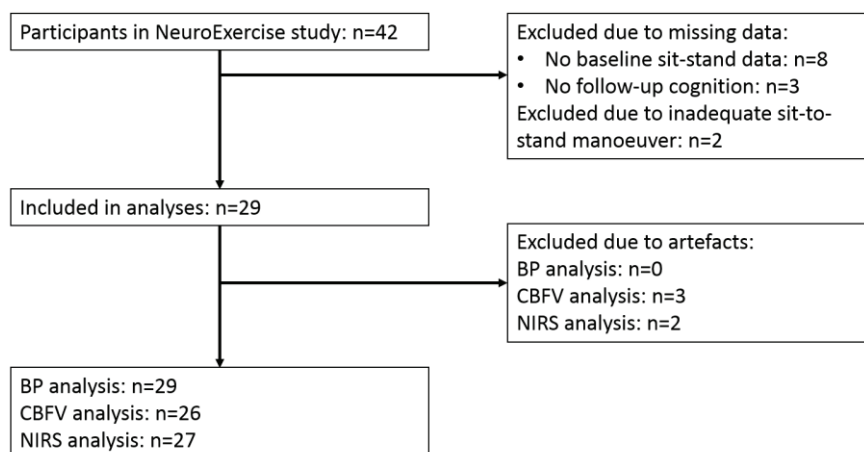 Participants in NeuroExercise study: n=42
Excluded due to missing data:
• No baseline sit-stand data: n=8
• No follow-up cognition: n=3
Excluded due to inadequate sit-to-
stand manoeuver: n=2
Included in analyses: n=29
Excluded due to artefacts:
BP analysis: n=0
CBFV analysis: n=3
NIRS analysis: n=2
BP analysis: n=29
CBFV analysis: n=26
NIRS analysis: n=27